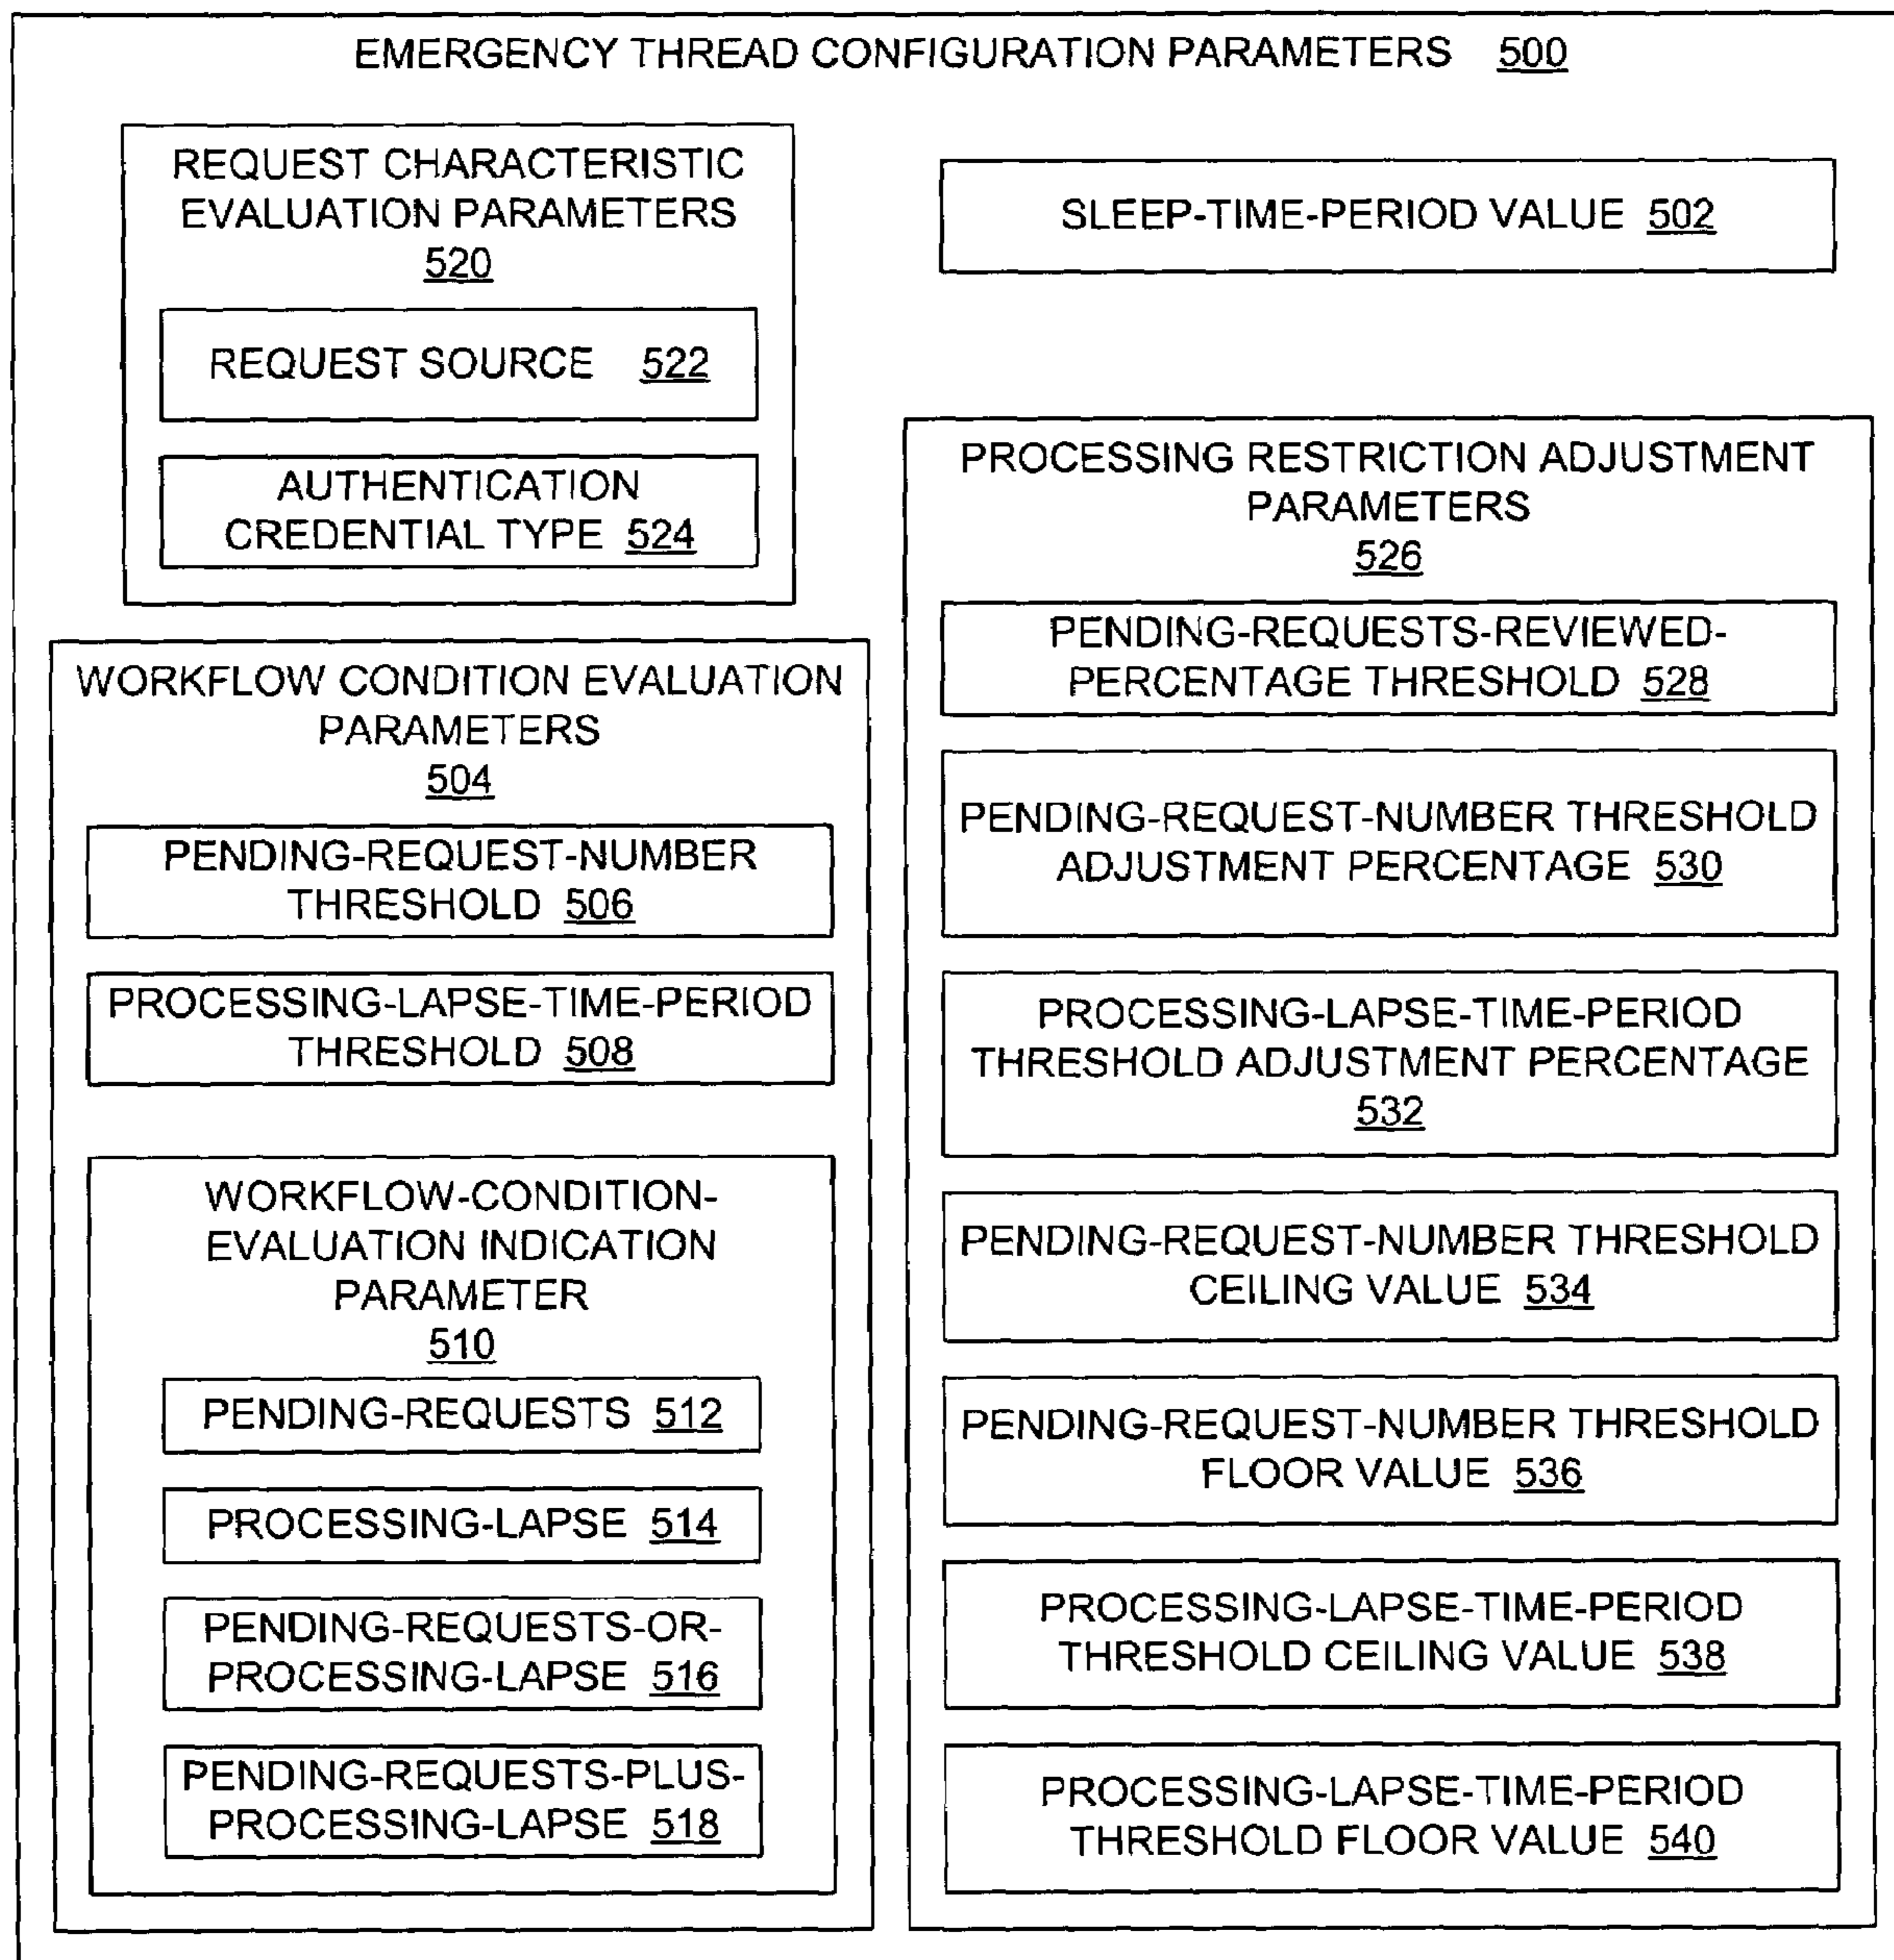 EMERGENCY THREAD CONFIGURATION PARAMETERS 500
REQUEST CHARACTERISTIC
EVALUATION PARAMETERS
520
REQUEST SOURCE 522
AUTHENTICATION
CREDENTIAL TYPE 524
WORKFLOW CONDITION EVALUATION
PARAMETERS
504
PENDING-REQUEST-NUMBER
THRESHOLD 506
PROCESSING-LAPSE-TIME-PERIOD
THRESHOLD 508
WORKFLOW-CONDITION-
EVALUATION INDICATION
PARAMETER
510
PENDING-REQUESTS 512
PROCESSING-LAPSE 514
PENDING-REQUESTS-OR-
PROCESSING-LAPSE 516
PENDING-REQUESTS-PLUS-
PROCESSING-LAPSE 518
SLEEP-TIME-PERIOD VALUE 502
PROCESSING RESTRICTION ADJUSTMENT
PARAMETERS
526
PENDING-REQUESTS-REVIEWED-
PERCENTAGE THRESHOLD 528
PENDING-REQUEST-NUMBER THRESHOLD
ADJUSTMENT PERCENTAGE 530
PROCESSING-LAPSE-TIME-PERIOD
THRESHOLD ADJUSTMENT PERCENTAGE
532
PENDING-REQUEST-NUMBER THRESHOLD
CEILING VALUE 534
PENDING-REQUEST-NUMBER THRESHOLD
FLOOR VALUE 536
PROCESSING-LAPSE-TIME-PERIOD
THRESHOLD CEILING VALUE 538
PROCESSING-LAPSE-TIME-PERIOD
THRESHOLD FLOOR VALUE 540